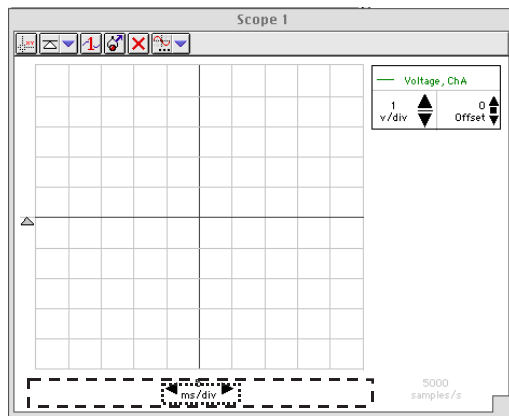 Scope 1
Voltage, ChA
1
v/div
0
Offset
ms/div
5000
samples/s